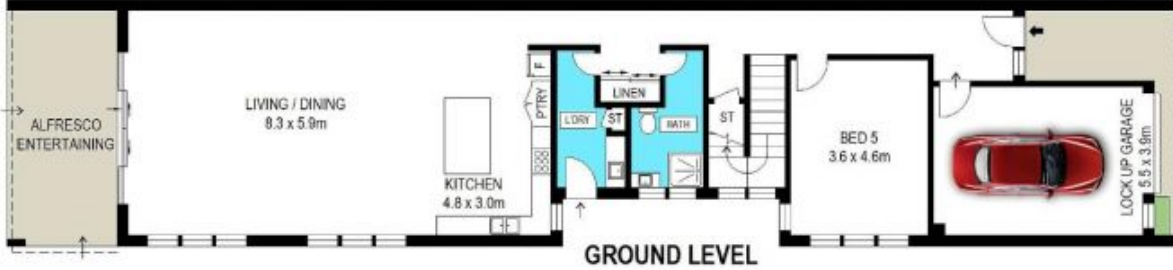 ALFRESCO
ENTERTAINING
LIVING / DINING
8.3 x 5.9m
KITCHEN
4.8 x 3.0m
F
PTRY
L'DRY
ST
LINEN
BATH
ST
BED 5
3.6 x 4.6m
LOCK UP GARAGE
5.5 x 3.9m
GROUND LEVEL